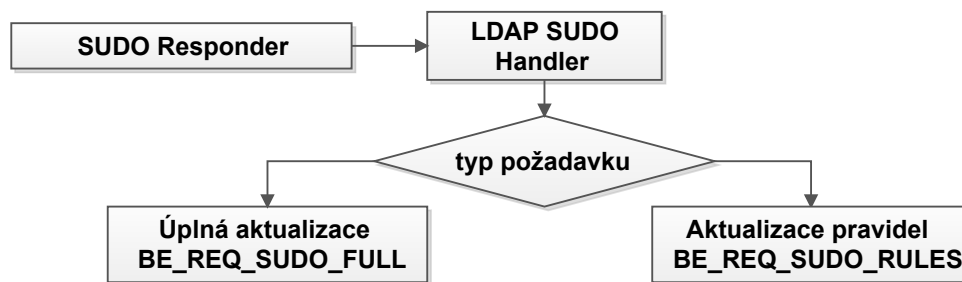 SUDO Responder
LDAP SUDO
Handler
typ požadavku
Úplná aktualizace
BE_REQ_SUDO_FULL
Aktualizace pravidel
BE_REQ_SUDO_RULES